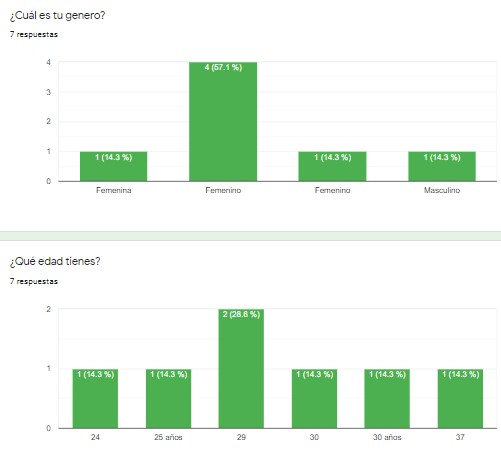 ¿Cuál es tu genero?
7 respuestas
4
3
2
1
0
4 (57.1 %)
1 (14.3 %)
1 (14.3 %)
1 (14.3 %)
Femenina
Femenino
Femenino
Masculino
¿Qué edad tienes?
7 respuestas
2
1
0
2 (28.6 %)
1 (14.3 %)
1 (14.3 %)
1 (14.3 %)
1 (14.3 %)
1 (14.3 %)
24
25 años
29
30
30 años
37